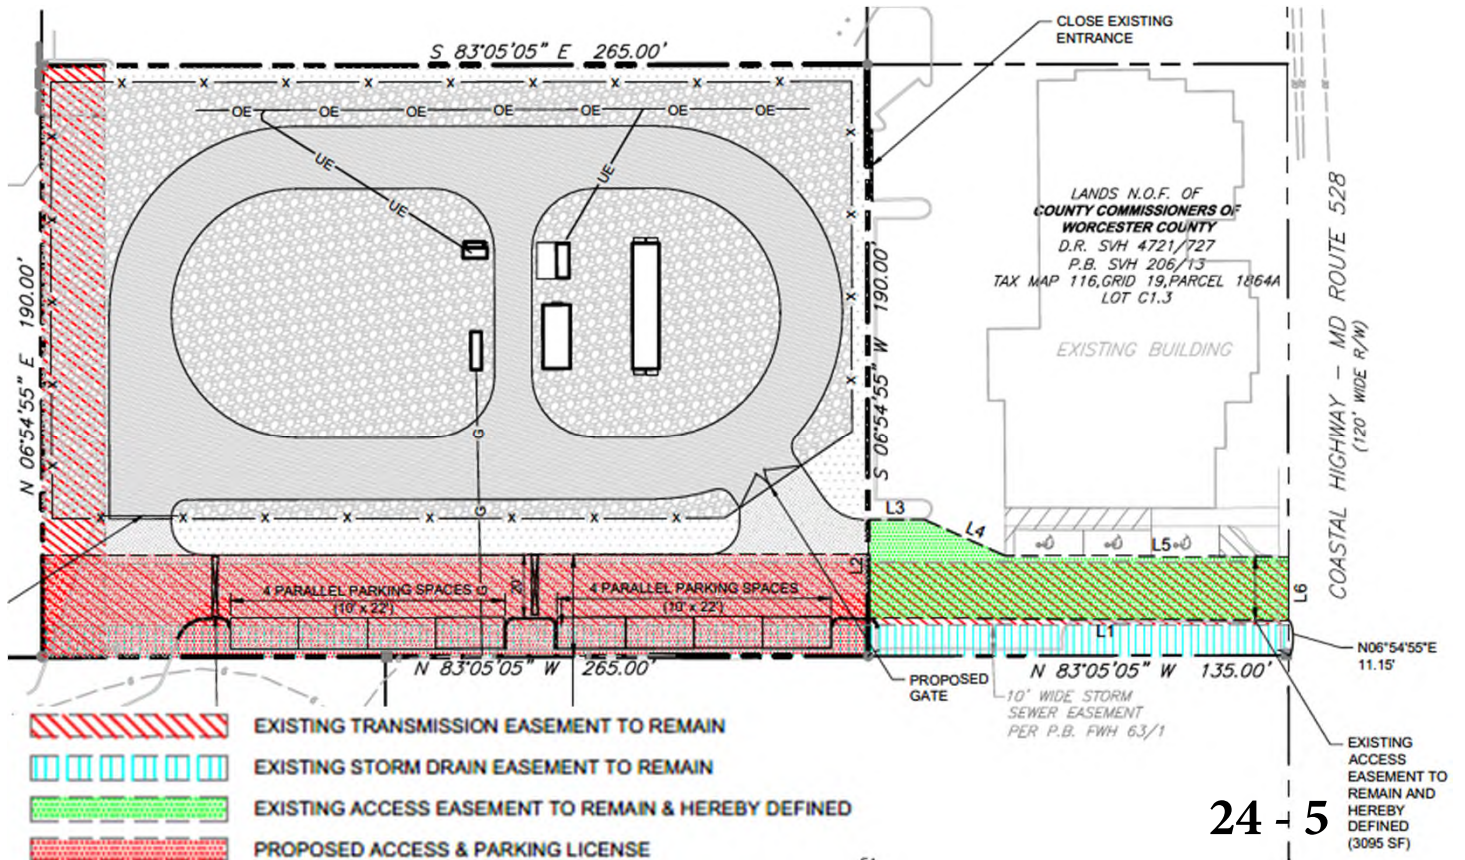 CLOSE EXISTING
ENTRANCE
S 83°05'05" E 265.00'
X X X X X X X X X
OE OE OE OE OE OE OE
UE
UE
UE
X
X
X
X
X
X
X
X
X
N 06°54'55" E 190.00'
S 06°54'55" W 190.00'
LANDS N.O.F. OF
COUNTY COMMISSIONERS OF
WORCESTER COUNTY
D.R. SVH 4721/727
P.B. SVH 206/13
TAX MAP 116,GRID 19,PARCEL 1864A
LOT C1.3
EXISTING BUILDING
COASTAL HIGHWAY - MD ROUTE 528
(120' WIDE R/W)
G
G
G
X X X X X X X X
L3
L4
L5
L2
L6
L1
4 PARALLEL PARKING SPACES
(10' x 22')
20'
4 PARALLEL PARKING SPACES
(10' x 22')
N 83°05'05" W 265.00'
N 83°05'05" W 135.00'
N06°54'55"E
11.15'
PROPOSED
GATE
10' WIDE STORM
SEWER EASEMENT
PER P.B. FWH 63/1
EXISTING
ACCESS
EASEMENT TO
REMAIN AND
HEREBY
DEFINED
(3095 SF)
EXISTING TRANSMISSION EASEMENT TO REMAIN
EXISTING STORM DRAIN EASEMENT TO REMAIN
EXISTING ACCESS EASEMENT TO REMAIN & HEREBY DEFINED
PROPOSED ACCESS & PARKING LICENSE
24 - 5